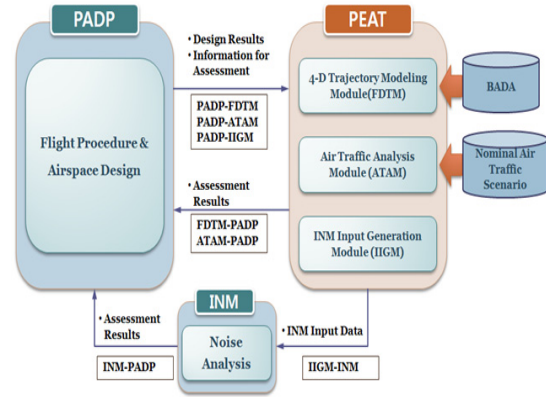 PADP
Flight Procedure &
Airspace Design
• Design Results
• Information for
Assessment
PADP-FDTM
PADP-ATAM
PADP-IIGM
• Assessment
Results
FDTM-PADP
ATAM-PADP
PEAT
4-D Trajectory Modeling
Module(FDTM)
Air Traffic Analysis
Module (ATAM)
INM Input Generation
Module (IIGM)
BADA
Nominal Air
Traffic
Scenario
INM
Noise
Analysis
• Assessment
Results
INM-PADP
• INM Input Data
IIGM-INM